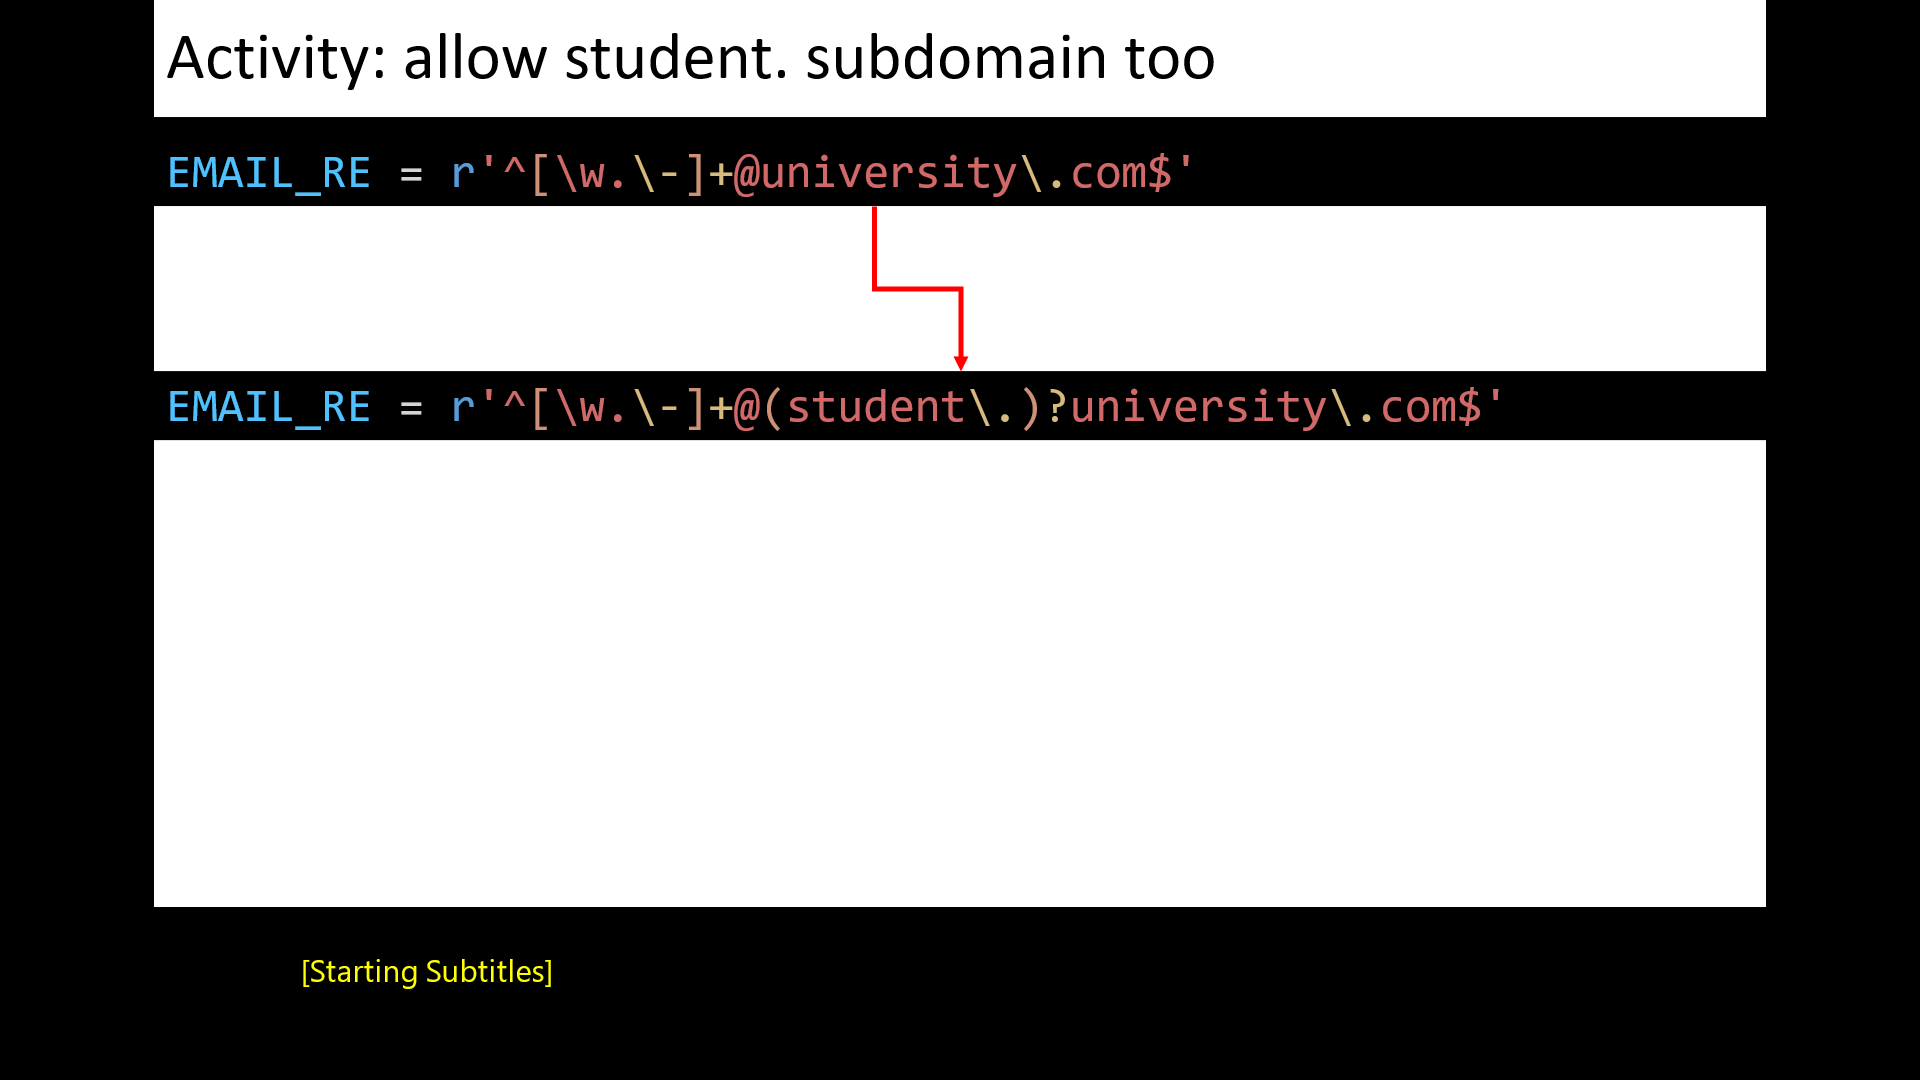 Activity: allow student. subdomain too
EMAIL_RE = r'^[\w.\-]+@university\.com$'
EMAIL_RE = r'^[\w.\-]+@(student\.)?university\.com$'
[Starting Subtitles]